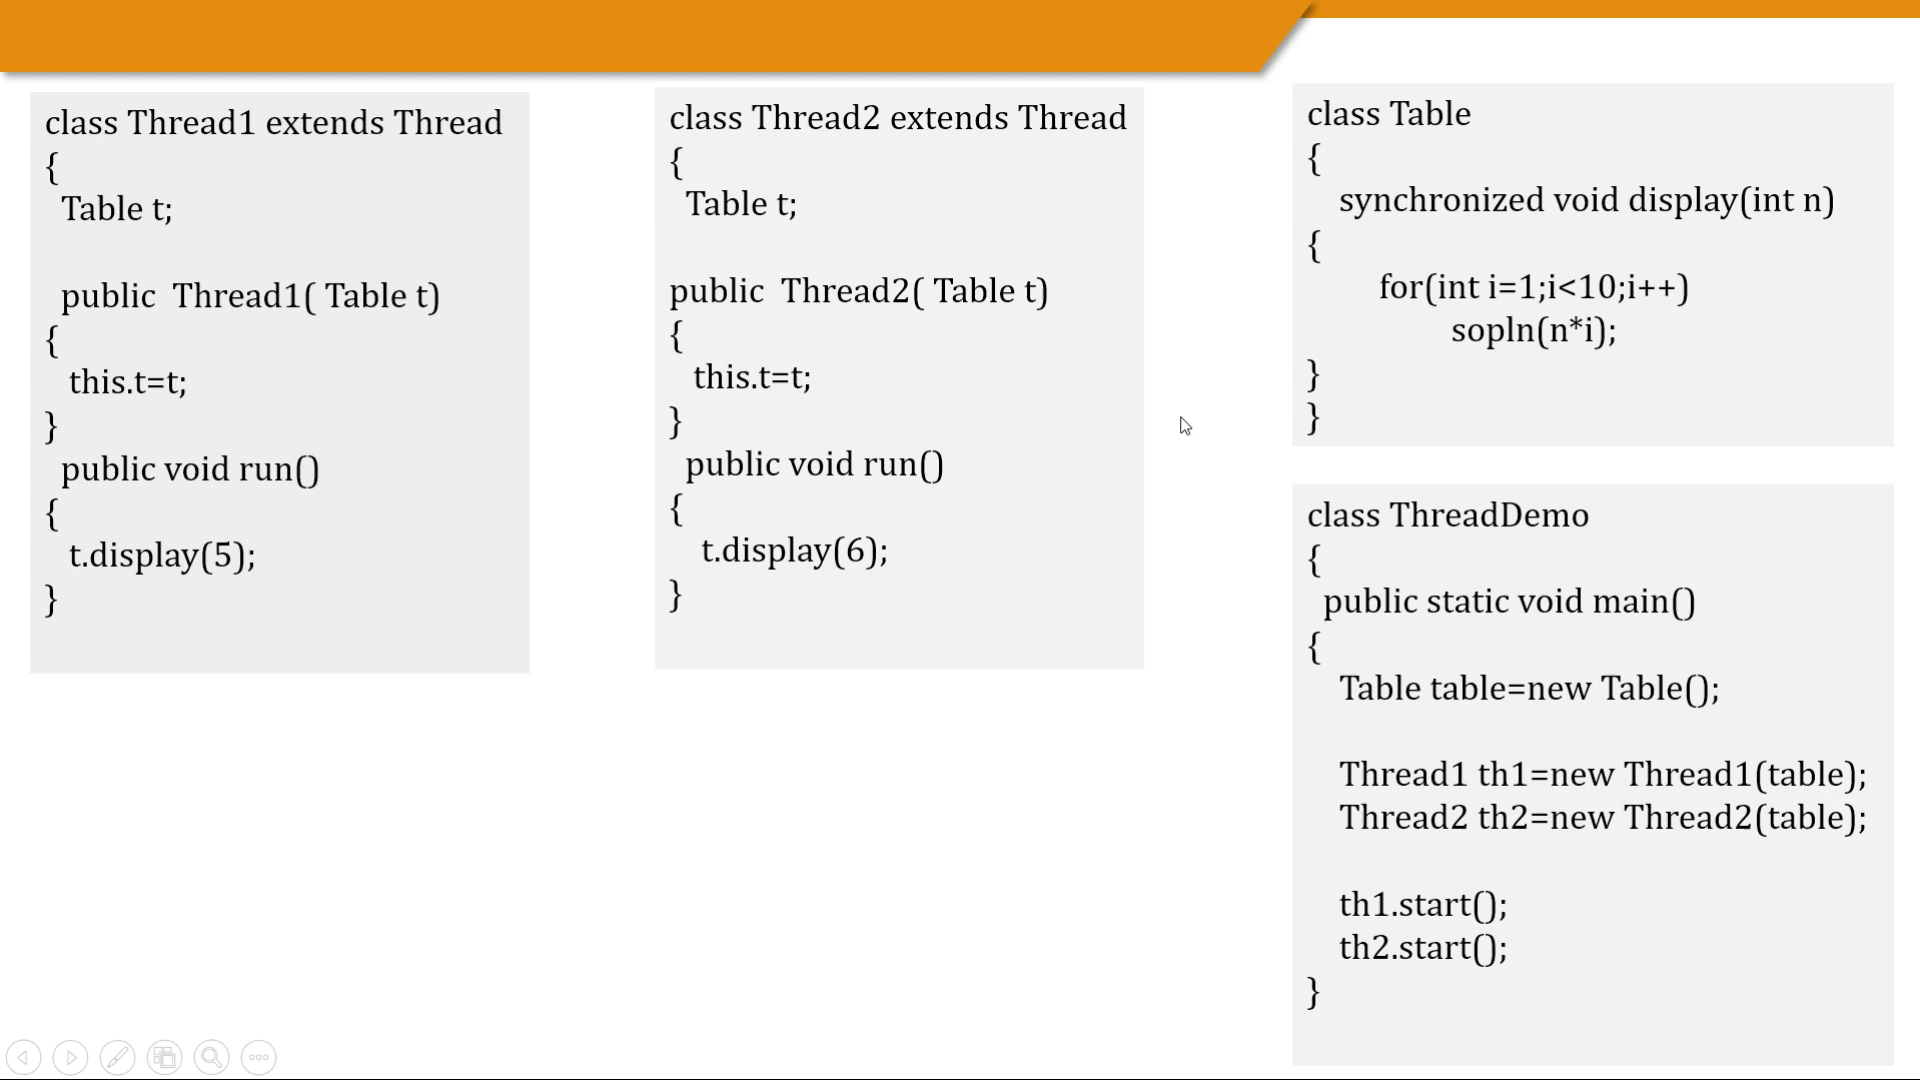 class Thread1 extends Thread
{
Table t;
public Thread1( Table t)
{
this.t=t;
}
public void run()
{
t.display(5);
}
class Thread2 extends Thread
{
Table t;
public Thread2( Table t)
{
this.t=t;
}
public void run()
{
t.display(6);
}
class Table
{
synchronized void display(int n)
{
for(int i=1;i<10;i++)
sopln(n*i);
}
}
class ThreadDemo
{
public static void main()
{
Table table=new Table();
Thread1 th1=new Thread1(table);
Thread2 th2=new Thread2(table);
th1.start();
th2.start();
}